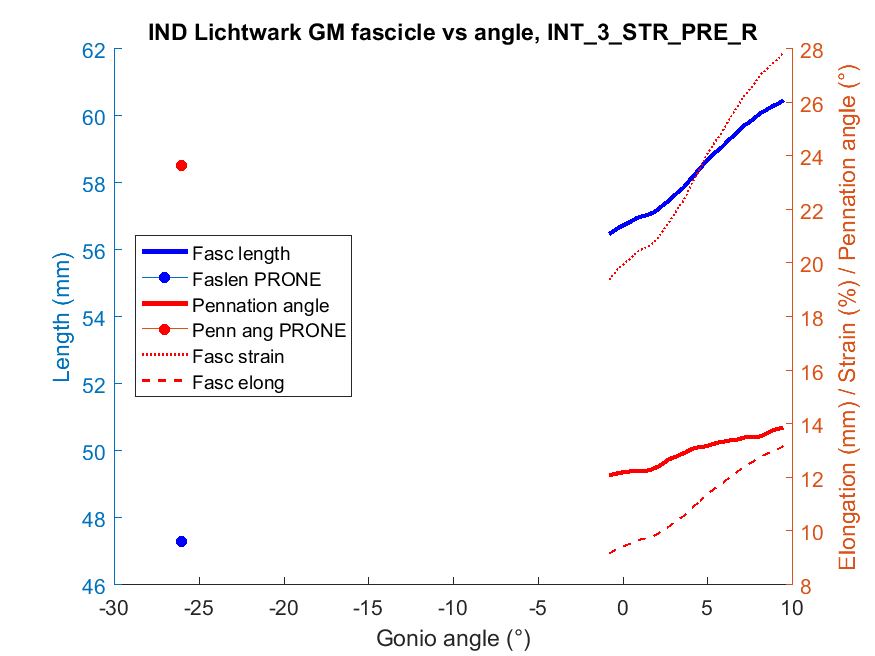 IND Lichtwark GM fascicle vs angle, INT_3_STR_PRE_R
62
60
58
56
54
52
50
48
46
Length (mm)
28
26
24
22
20
18
16
14
12
10
8
Elongation (mm) / Strain (%) / Pennation angle (°)
Fasc length
Faslen PRONE
Pennation angle
Penn ang PRONE
Fasc strain
Fasc elong
-30 -25 -20 -15 -10 -5 0 5 10
Gonio angle (°)